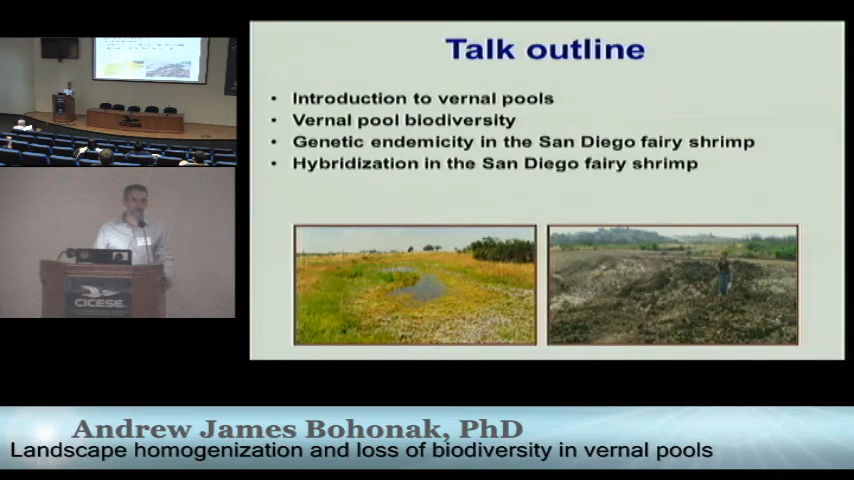 Talk outline
• Introduction to vernal pools
• Vernal pool biodiversity
• Genetic endemicity in the San Diego fairy shrimp
• Hybridization in the San Diego fairy shrimp
CICESE
Andrew James Bohonak, PhD
Landscape homogenization and loss of biodiversity in vernal pools